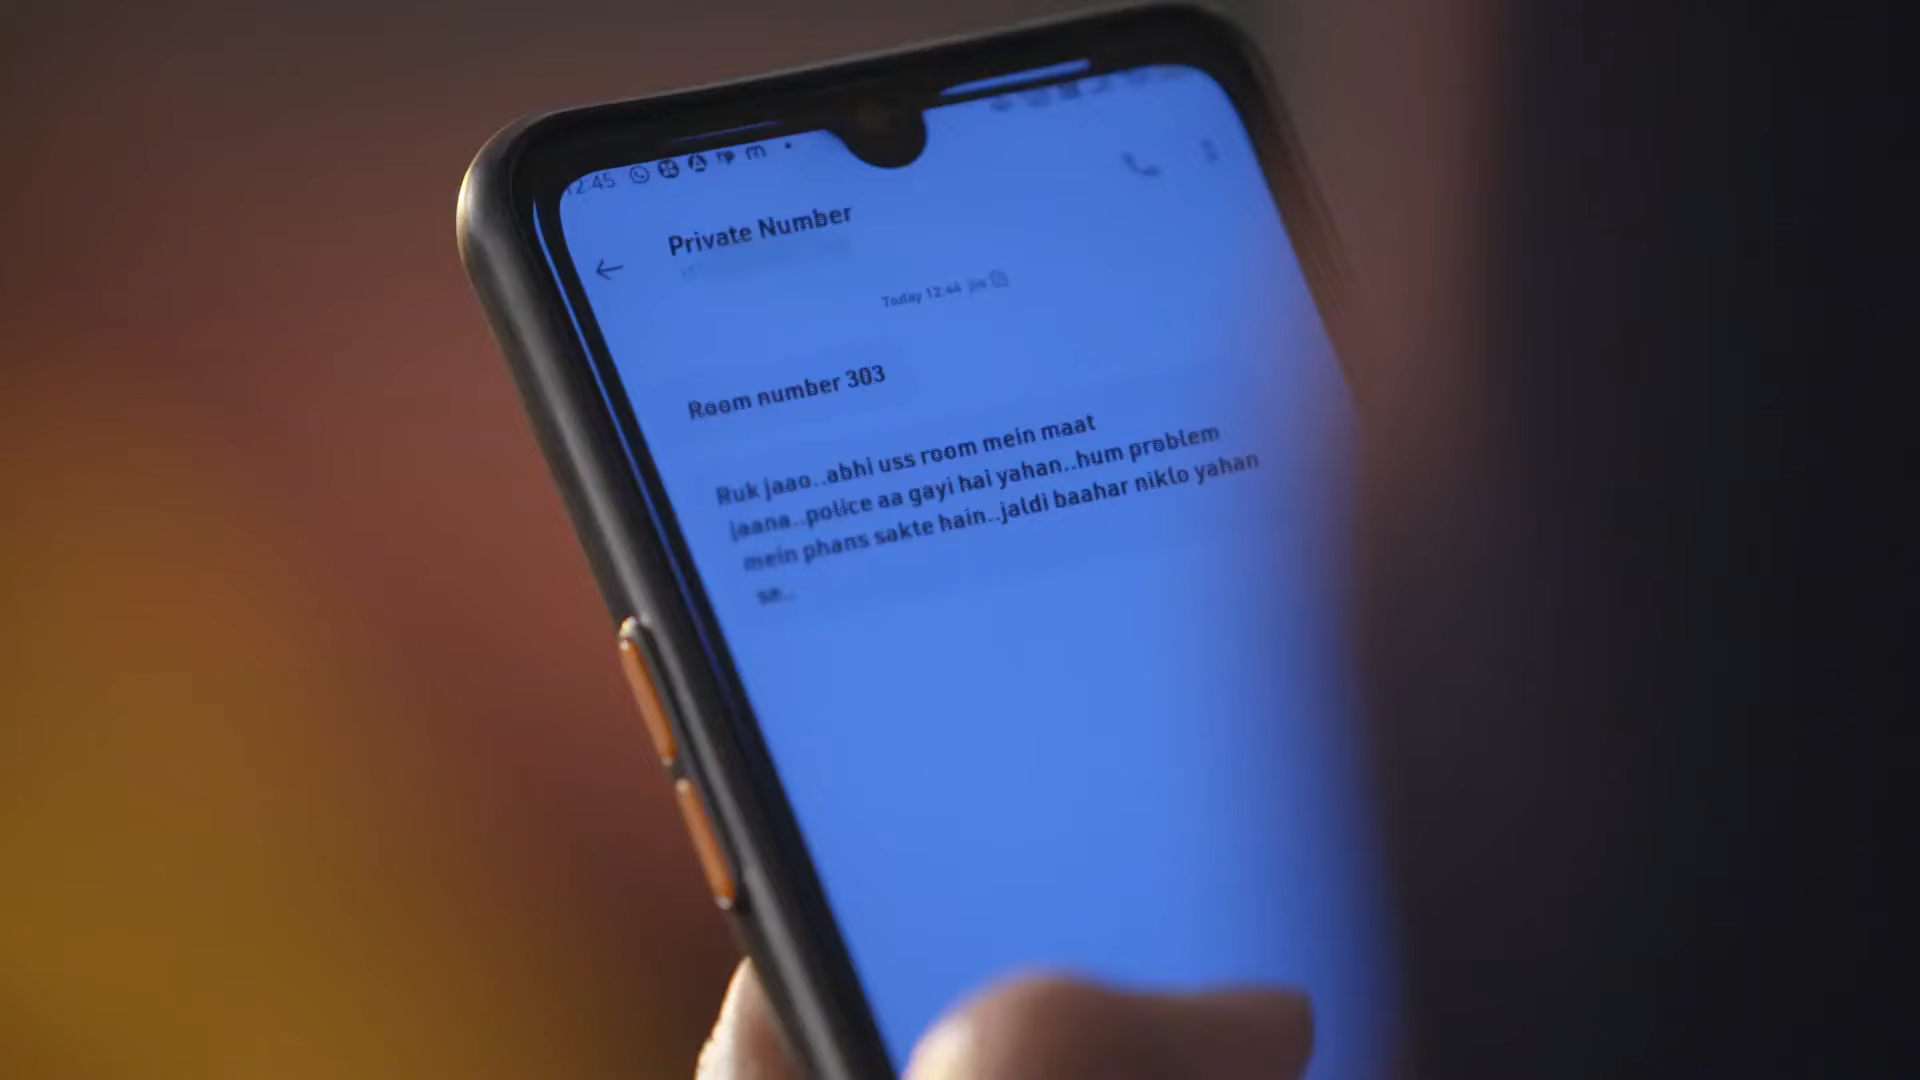 12:45
Private Number
Today 12:44
Room number 303
Ruk jaao..abhi uss room mein maat
jaana..police aa gayi hai yahan..hum problem
mein phans sakte hain..jaldi baahar niklo yahan
se..